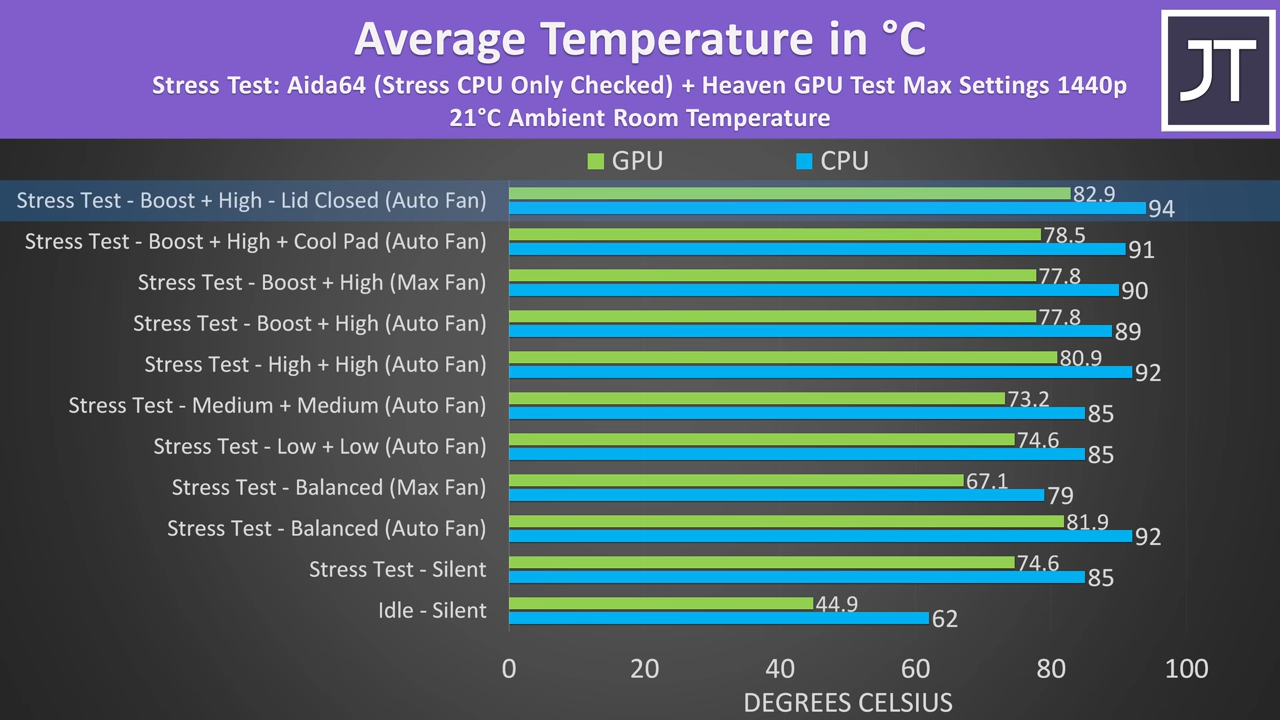 Average Temperature in °C
Stress Test: Aida64 (Stress CPU Only Checked) + Heaven GPU Test Max Settings 1440p
21°C Ambient Room Temperature
JT
GPU CPU
Stress Test - Boost + High - Lid Closed (Auto Fan) 82.9 94
Stress Test - Boost + High + Cool Pad (Auto Fan) 78.5 91
Stress Test - Boost + High (Max Fan) 77.8 90
Stress Test - Boost + High (Auto Fan) 77.8 89
Stress Test - High + High (Auto Fan) 80.9 92
Stress Test - Medium + Medium (Auto Fan) 73.2 85
Stress Test - Low + Low (Auto Fan) 74.6 85
Stress Test - Balanced (Max Fan) 67.1 79
Stress Test - Balanced (Auto Fan) 81.9 92
Stress Test - Silent 74.6 85
Idle - Silent 44.9 62
0 20 40 60 80 100
DEGREES CELSIUS